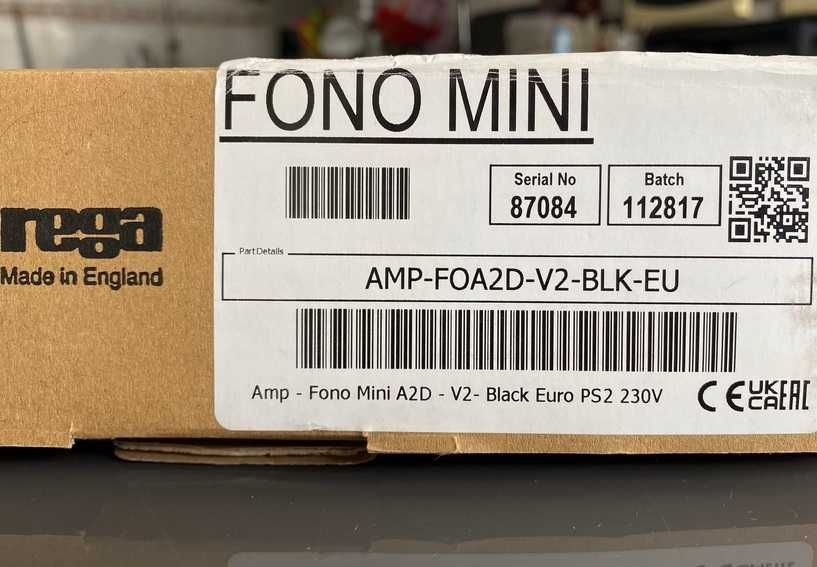 FONO MINI
rega
Made in England
Serial No
87084
Batch
112817
Part Details
AMP-FOA2D-V2-BLK-EU
Amp - Fono Mini A2D - V2- Black Euro PS2 230V
CE UK CA EAC